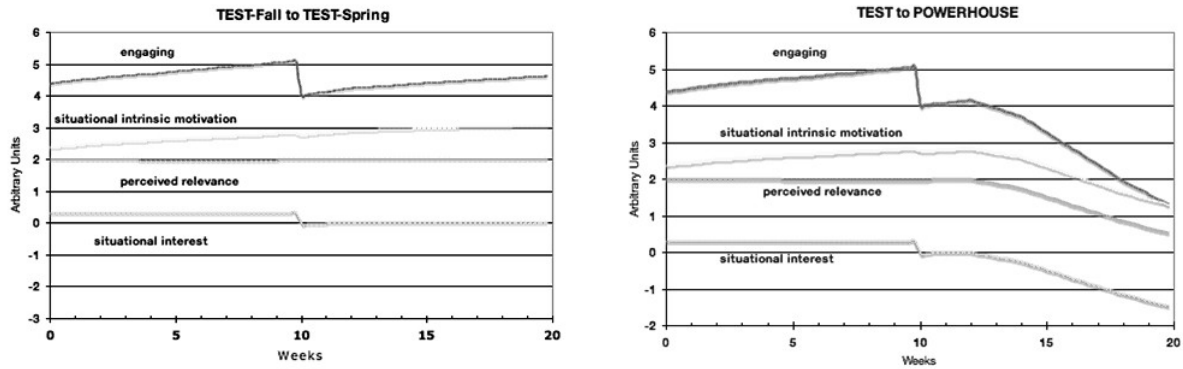 TEST-Fall to TEST-Spring
6
5
4
3
2
1
0
-1
-2
-3
Arbitrary Units
engaging
situational intrinsic motivation
perceived relevance
situational interest
0 5 10 15 20
Weeks
TEST to POWERHOUSE
6
5
4
3
2
1
0
-1
-2
Arbitrary Units
engaging
situational intrinsic motivation
perceived relevance
situational interest
0 5 10 15 20
Weeks